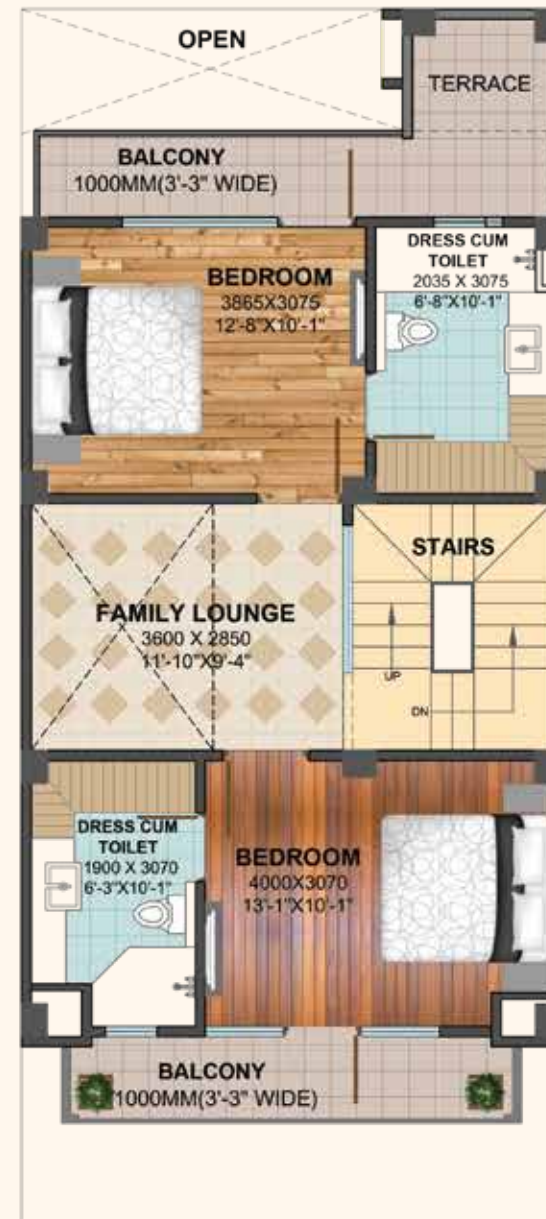 OPEN
TERRACE
BALCONY
1000MM(3'-3" WIDE)
BEDROOM
3865X3075
12'-8"X10'-1"
DRESS CUM
TOILET
2035 X 3075
6'-8"X10'-1"
STAIRS
FAMILY LOUNGE
3600 X 2850
11'-10"X9'-4"
UP
DN
DRESS CUM
TOILET
1900 X 3070
6'-3"X10'-1"
BEDROOM
4000X3070
13'-1"X10'-1"
BALCONY
1000MM(3'-3" WIDE)